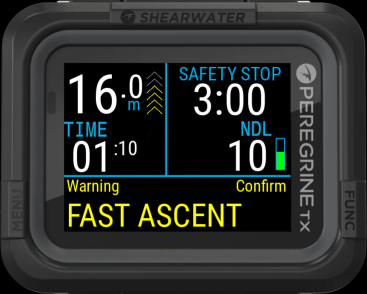 SHEARWATER
16.0
m
SAFETY STOP
3:00
TIME
01:10
NDL
10
Warning
Confirm
FAST ASCENT
PEREGRINE TX
MENU
FUNC